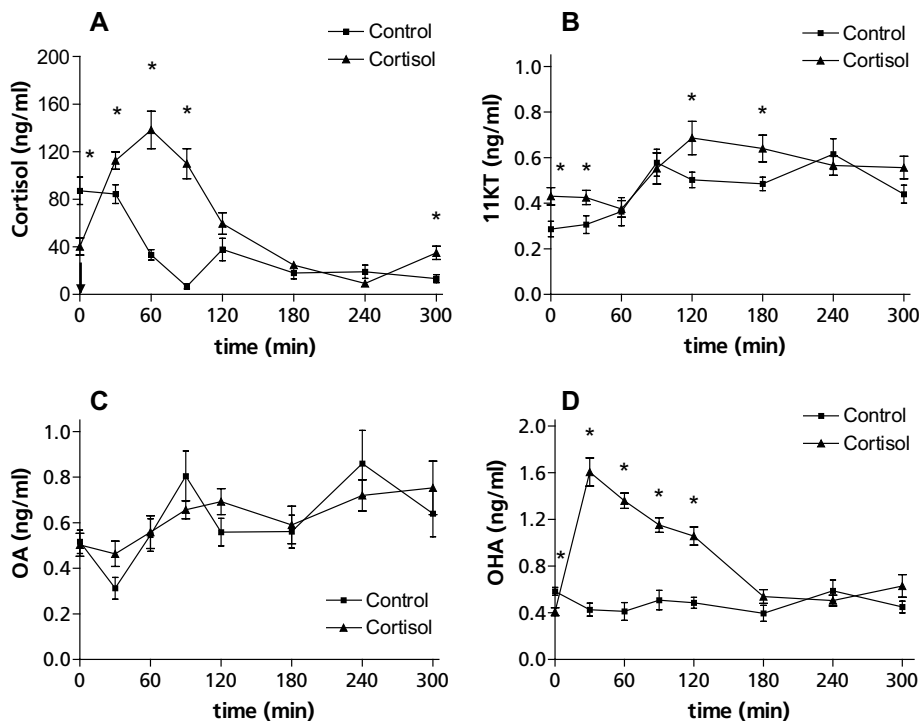 A
Control
Cortisol
200
160
120
80
40
0
Cortisol (ng/ml)
* * * * *
0 60 120 180 240 300
time (min)
B
Control
Cortisol
1.0
0.8
0.6
0.4
0.2
0.0
11KT (ng/ml)
* * * *
0 60 120 180 240 300
time (min)
C
1.0
0.8
0.6
0.4
0.2
0.0
OA (ng/ml)
Control
Cortisol
0 60 120 180 240 300
time (min)
D
Control
Cortisol
2.0
1.6
1.2
0.8
0.4
0.0
OHA (ng/ml)
* * * * *
0 60 120 180 240 300
time (min)